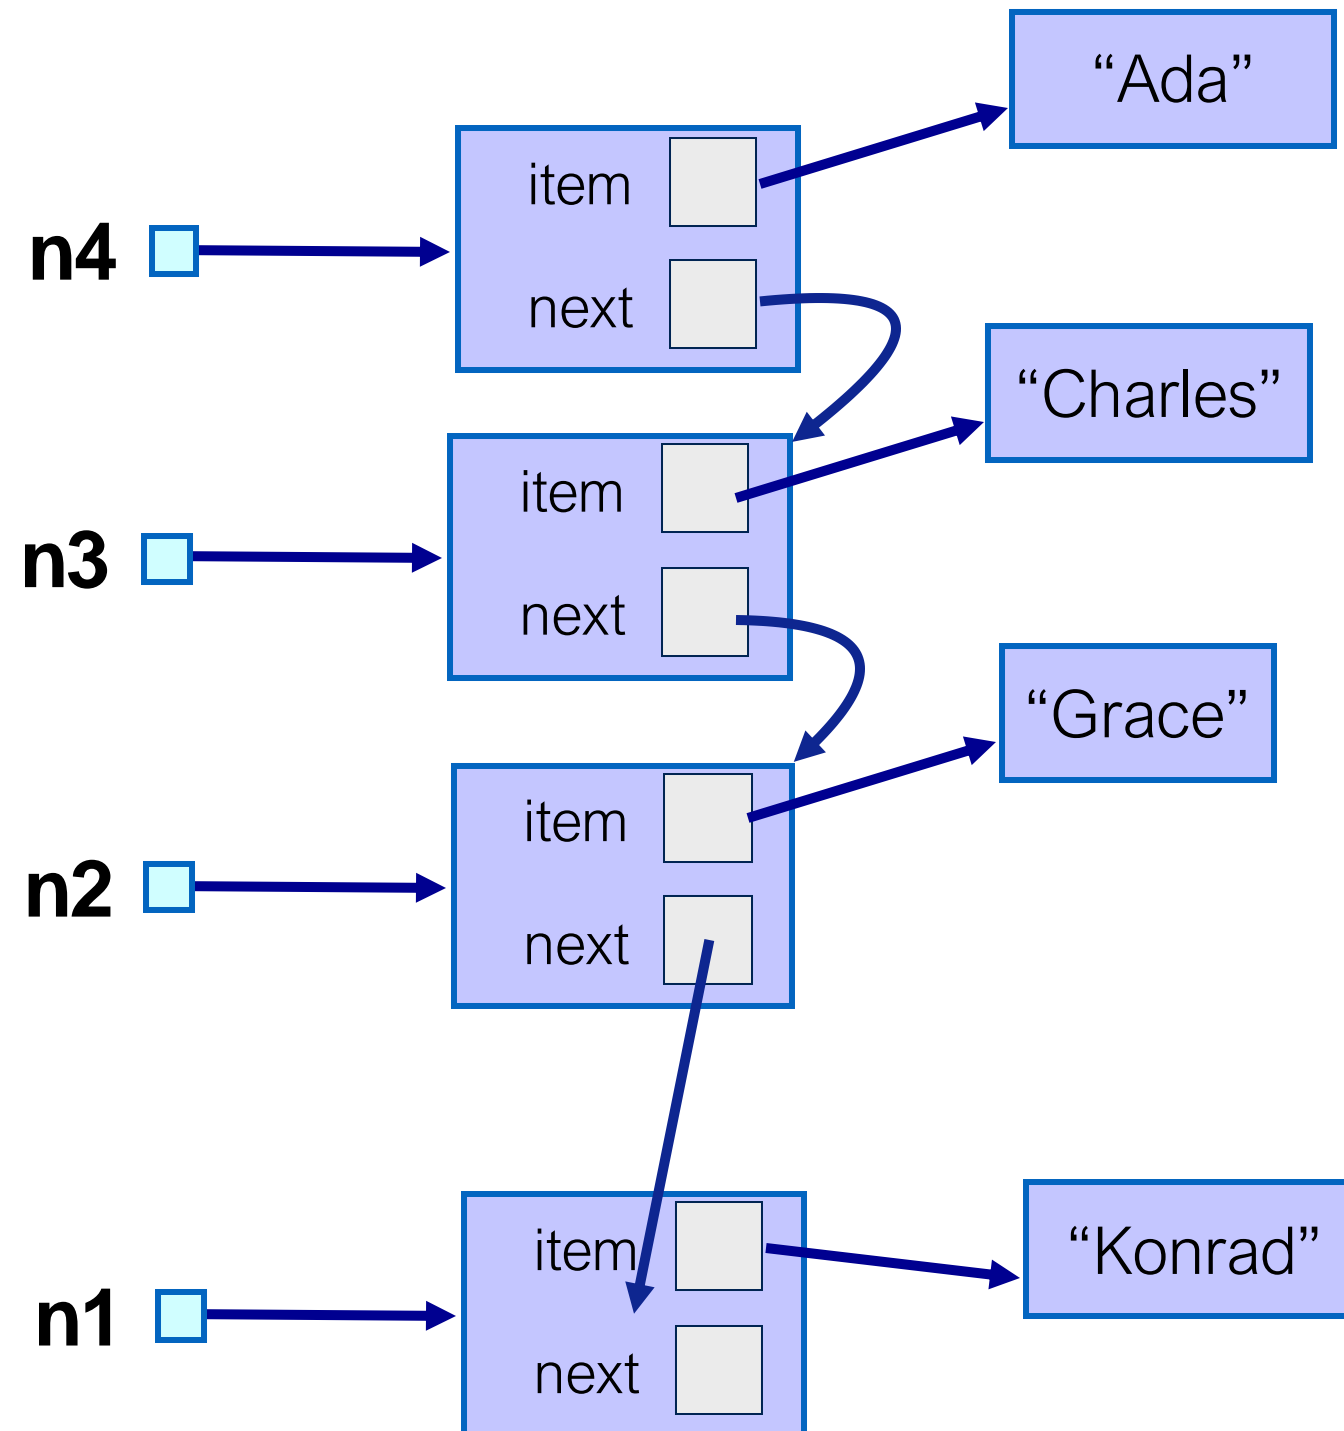 “Ada”
item
n4
next
“Charles”
item
n3
next
“Grace”
item
n2
next
item
“Konrad”
n1
next